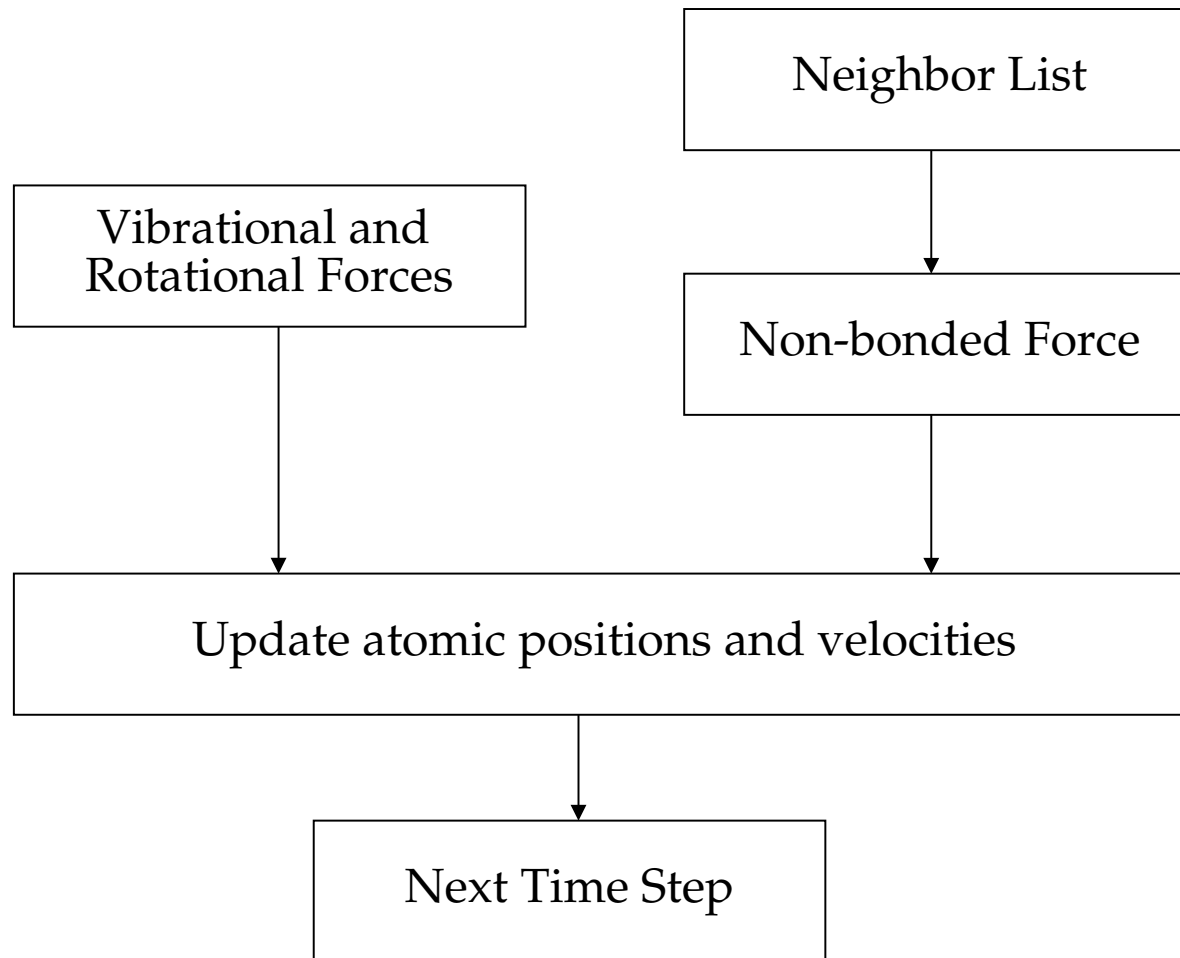 Neighbor List
Vibrational and
Rotational Forces
Non-bonded Force
Update atomic positions and velocities
Next Time Step